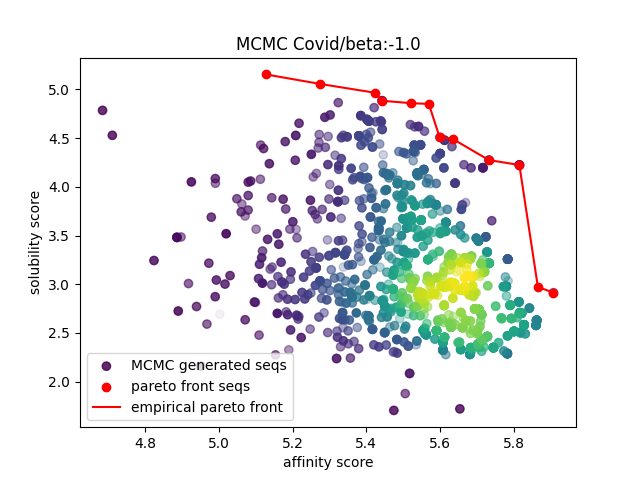 MCMC Covid/beta:-1.0
solubility score
5.0
4.5
4.0
3.5
3.0
2.5
2.0
MCMC generated seqs
pareto front seqs
empirical pareto front
4.8 5.0 5.2 5.4 5.6 5.8
affinity score